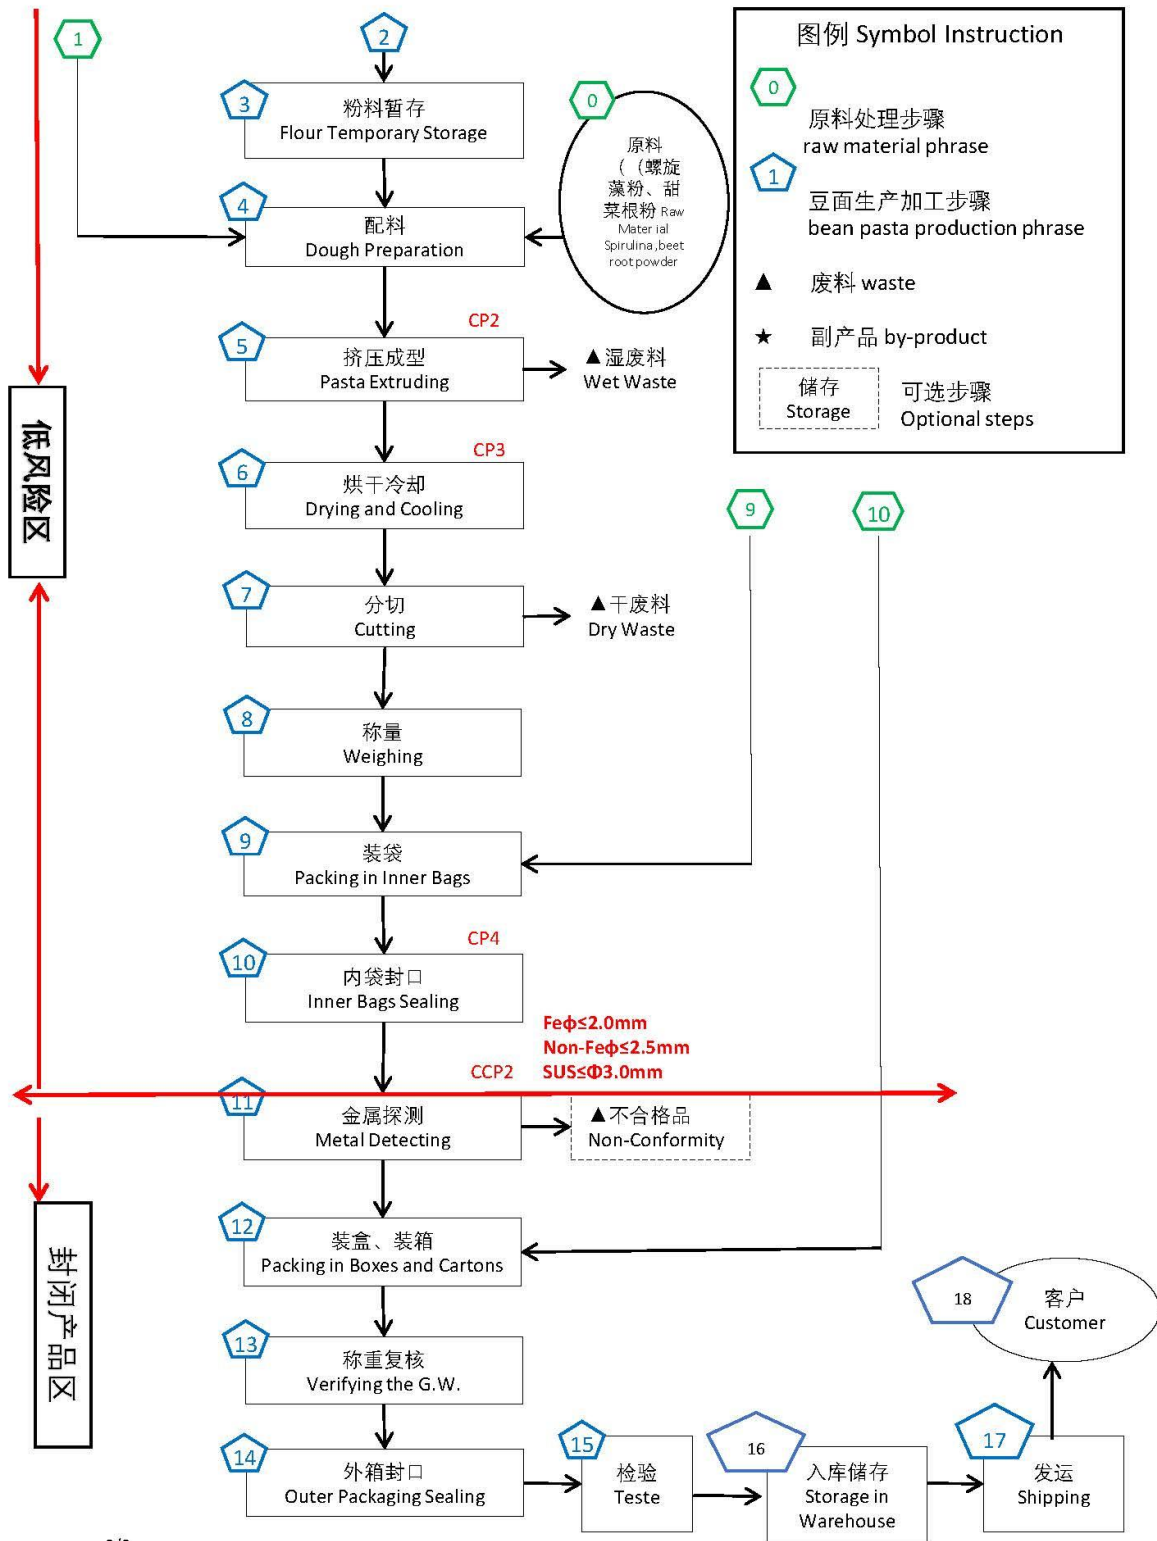 1
2
图例 Symbol Instruction
0
原料处理步骤
raw material phrase
1
豆面生产加工步骤
bean pasta production phrase
▲ 废料 waste
★ 副产品 by-product
储存
Storage
可选步骤
Optional steps
3
粉料暂存
Flour Temporary Storage
0
原料
（（螺旋
藻粉、甜
菜根粉 Raw
Mater ial
Spirulina ,beet
root powder
4
配料
Dough Preparation
CP2
5
挤压成型
Pasta Extruding
▲湿废料
Wet Waste
低风险区
CP3
6
烘干冷却
Drying and Cooling
9
10
7
分切
Cutting
▲干废料
Dry Waste
8
称量
Weighing
9
装袋
Packing in Inner Bags
CP4
10
内袋封口
Inner Bags Sealing
Feф≤2.0mm
Non-Feф≤2.5mm
CCP2
SUS≤Φ3.0mm
11
金属探测
Metal Detecting
▲不合格品
Non-Conformity
封闭产品区
12
装盒、装箱
Packing in Boxes and Cartons
13
称重复核
Verifying the G.W.
14
外箱封口
Outer Packaging Sealing
15
检验
Teste
16
入库储存
Storage in
Warehouse
17
发运
Shipping
18
客户
Customer